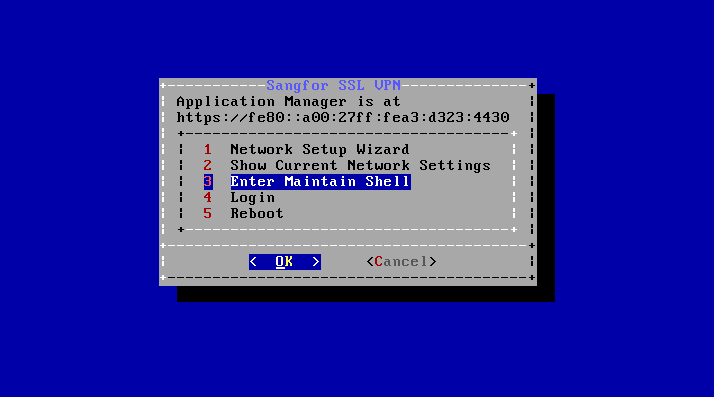 Sangfor SSL VPN
Application Manager is at
https://fe80::a00:27ff:fea3:d323:4430
1 Network Setup Wizard
2 Show Current Network Settings
3 Enter Maintain Shell
4 Login
5 Reboot
< OK > <Cancel>